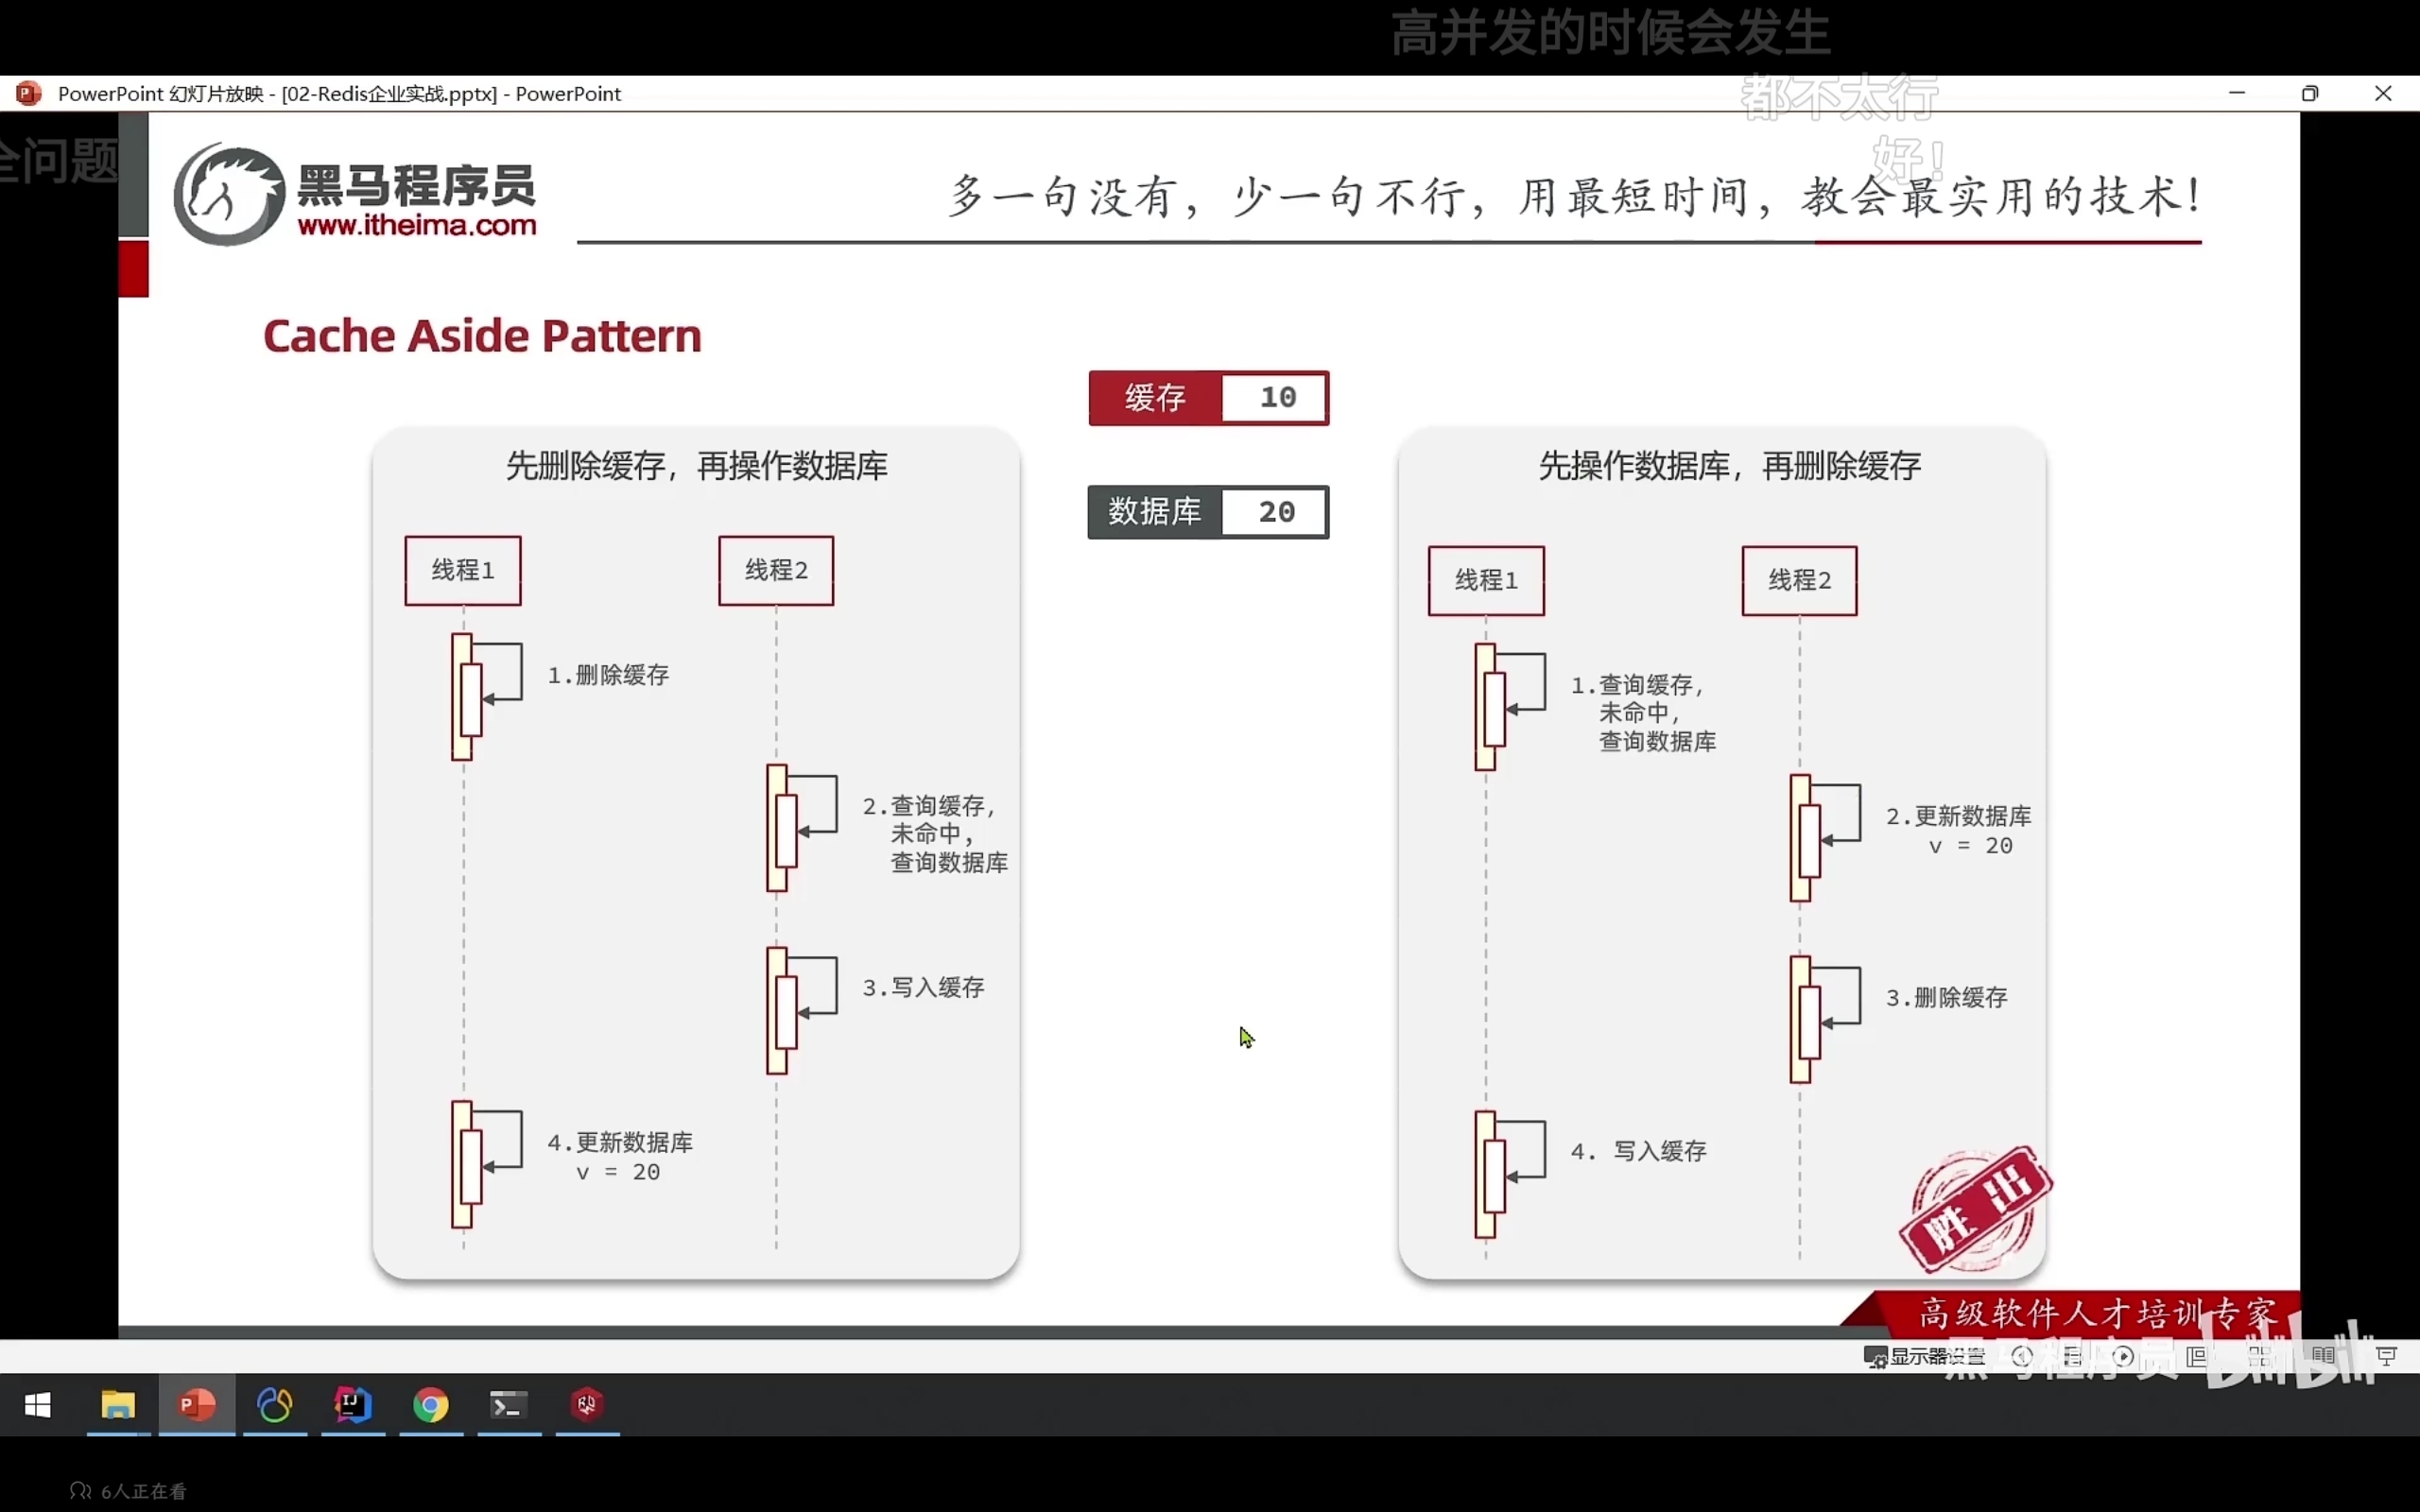 高并发的时候会发生
PowerPoint 幻灯片放映 - [02-Redis企业实战.pptx] - PowerPoint
都不太行
全问题
好！
黑马程序员
www.itheima.com
多一句没有，少一句不行，用最短时间，教会最实用的技术！
Cache Aside Pattern
缓存 10
数据库 20
先删除缓存，再操作数据库
线程1 线程2
1.删除缓存
2.查询缓存，
未命中，
查询数据库
3.写入缓存
4.更新数据库
v = 20
先操作数据库，再删除缓存
线程1 线程2
1.查询缓存，
未命中，
查询数据库
2.更新数据库
v = 20
3.删除缓存
4. 写入缓存
胜出
高级软件人才培训专家
显示器设置
黑马程序员 bilibili
6人正在看